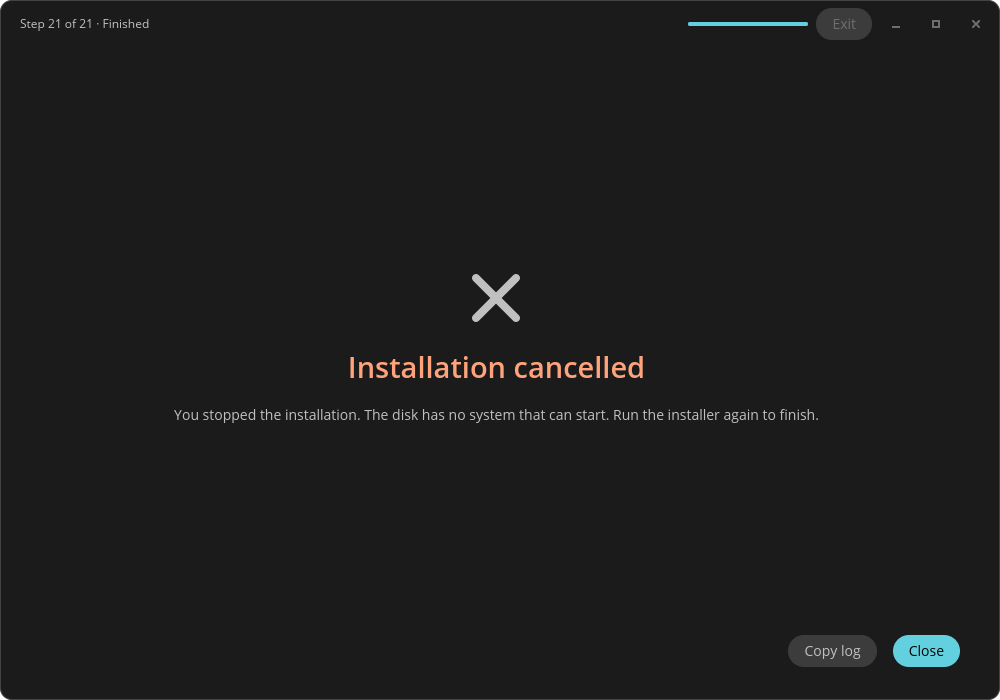 Step 21 of 21 · Finished
Exit
Installation cancelled
You stopped the installation. The disk has no system that can start. Run the installer again to finish.
Copy log
Close